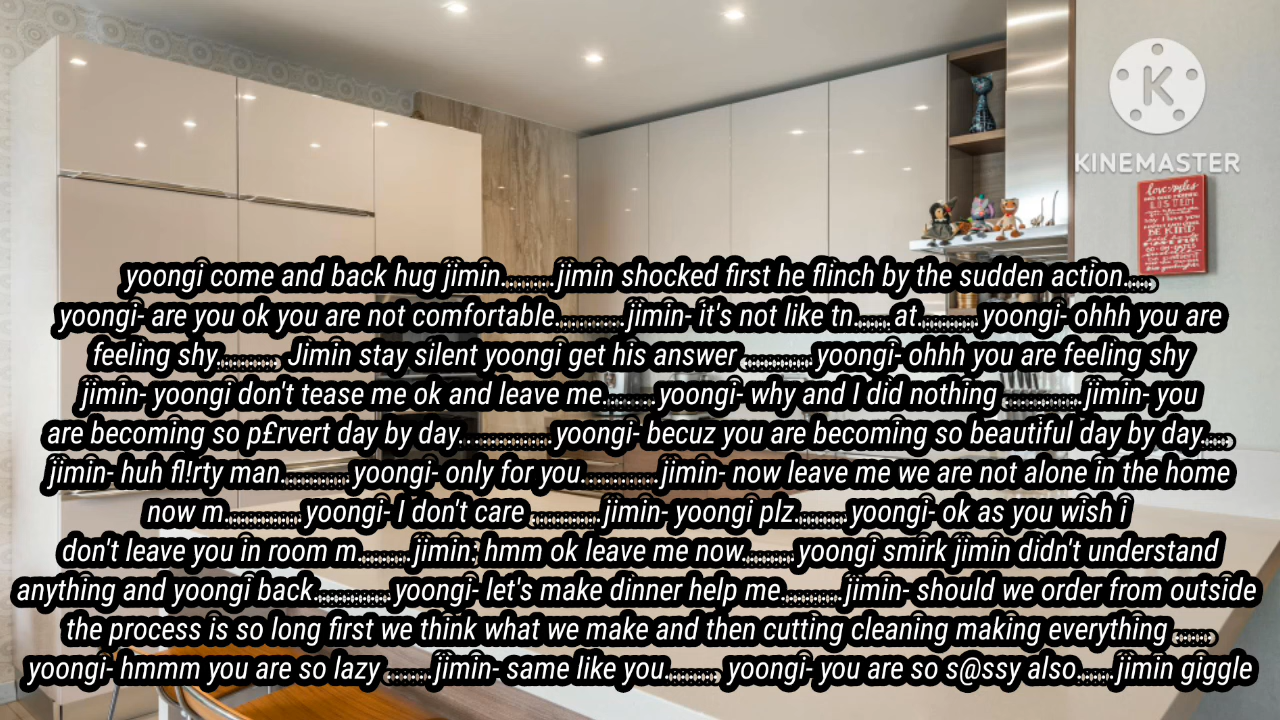 KINEMASTER
love · smiles
BE KIND
yoongi come and back hug jimin.........jimin shocked first he flinch by the sudden action.....
yoongi- are you ok you are not comfortable............jimin- it's not like tn......at...........yoongi- ohhh you are
feeling shy........... Jimin stay silent yoongi get his answer ............yoongi- ohhh you are feeling shy
jimin- yoongi don't tease me ok and leave me.........yoongi- why and I did nothing ..............jimin- you
are becoming so p£rvert day by day................yoongi- becuz you are becoming so beautiful day by day.....
jimin- huh fl!rty man............yoongi- only for you.............jimin- now leave me we are not alone in the home
now m.............yoongi- I don't care ............jimin- yoongi plz.........yoongi- ok as you wish i
don't leave you in room m.........jimin; hmm ok leave me now.........yoongi smirk jimin didn't understand
anything and yoongi back.............yoongi- let's make dinner help me...........jimin- should we order from outside
the process is so long first we think what we make and then cutting cleaning making everything .......
yoongi- hmmm you are so lazy ........jimin- same like you.......... yoongi- you are so s@ssy also......jimin giggle